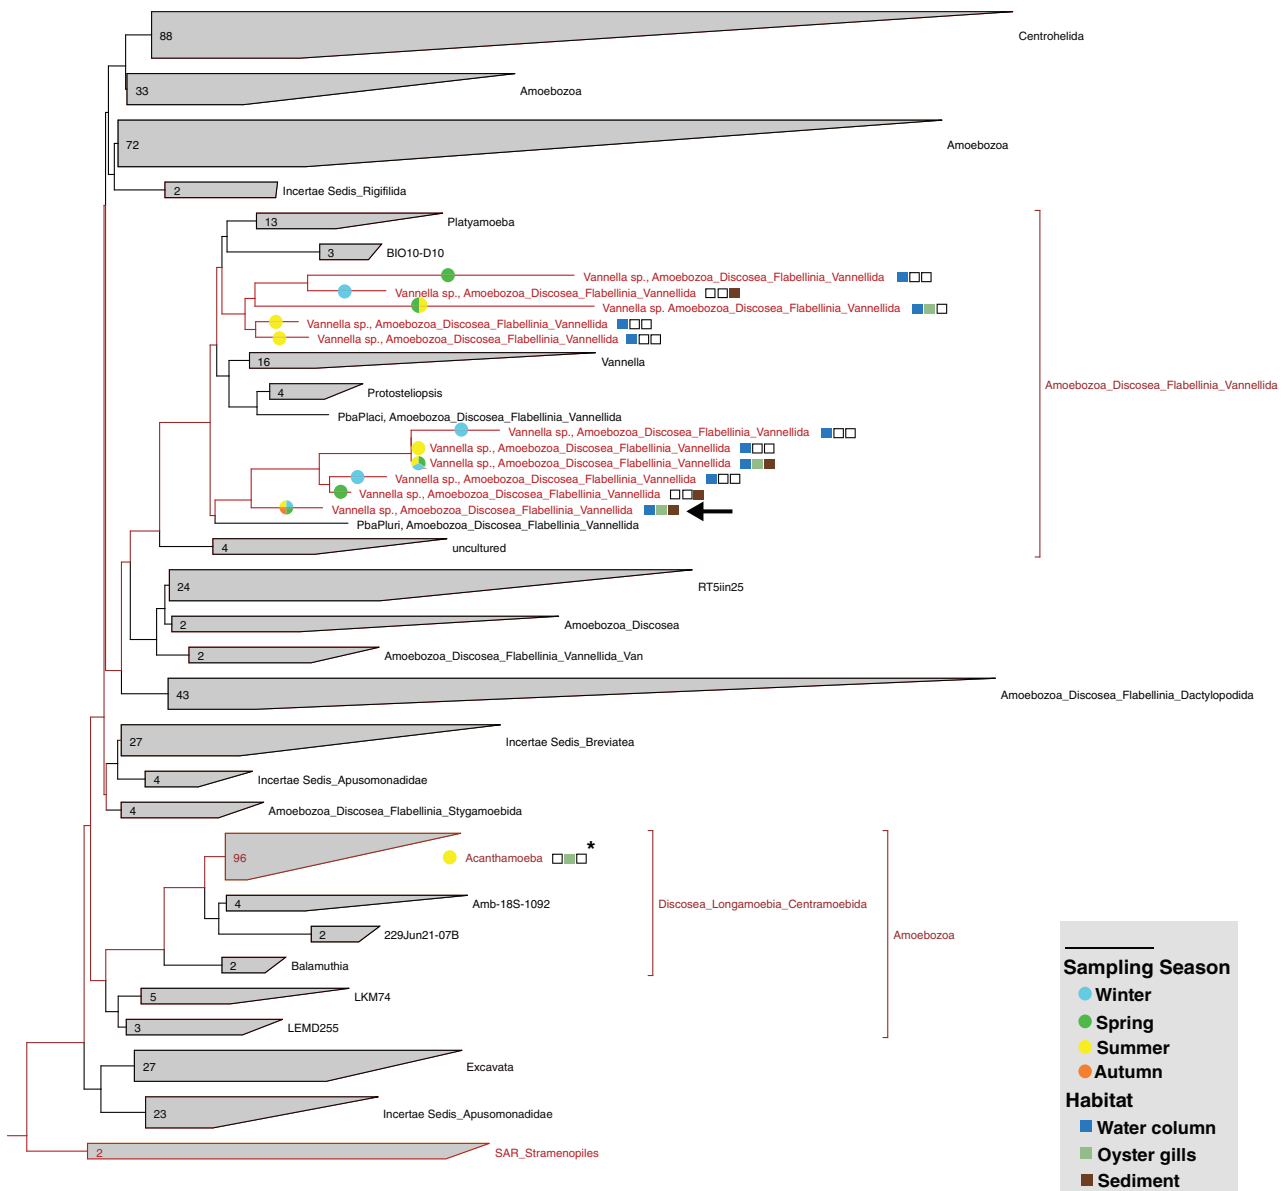 88
Centrohelida
33
Amoebozoa
72
Amoebozoa
2
Incertae Sedis_Rigifilida
13
Platyamoeba
3
BIO10-D10
Vannella sp., Amoebozoa_Discosea_Flabellinia_Vannellida
Vannella sp., Amoebozoa_Discosea_Flabellinia_Vannellida
Vannella sp. Amoebozoa_Discosea_Flabellinia_Vannellida
Vannella sp., Amoebozoa_Discosea_Flabellinia_Vannellida
Vannella sp., Amoebozoa_Discosea_Flabellinia_Vannellida
16
Vannella
Amoebozoa_Discosea_Flabellinia_Vannellida
4
Protosteliopsis
PbaPlaci, Amoebozoa_Discosea_Flabellinia_Vannellida
Vannella sp., Amoebozoa_Discosea_Flabellinia_Vannellida
Vannella sp., Amoebozoa_Discosea_Flabellinia_Vannellida
Vannella sp., Amoebozoa_Discosea_Flabellinia_Vannellida
Vannella sp., Amoebozoa_Discosea_Flabellinia_Vannellida
Vannella sp., Amoebozoa_Discosea_Flabellinia_Vannellida
Vannella sp., Amoebozoa_Discosea_Flabellinia_Vannellida
PbaPluri, Amoebozoa_Discosea_Flabellinia_Vannellida
4
uncultured
24
RT5iin25
2
Amoebozoa_Discosea
2
Amoebozoa_Discosea_Flabellinia_Vannellida_Van
43
Amoebozoa_Discosea_Flabellinia_Dactylopodida
27
Incertae Sedis_Breviatea
4
Incertae Sedis_Apusomonadidae
4
Amoebozoa_Discosea_Flabellinia_Stygamoebida
96
Acanthamoeba
*
4
Amb-18S-1092
Discosea_Longamoebia_Centramoebida
2
229Jun21-07B
Amoebozoa
2
Balamuthia
5
LKM74
3
LEMD255
27
Excavata
23
Incertae Sedis_Apusomonadidae
2
SAR_Stramenopiles
Sampling Season
Winter
Spring
Summer
Autumn
Habitat
Water column
Oyster gills
Sediment